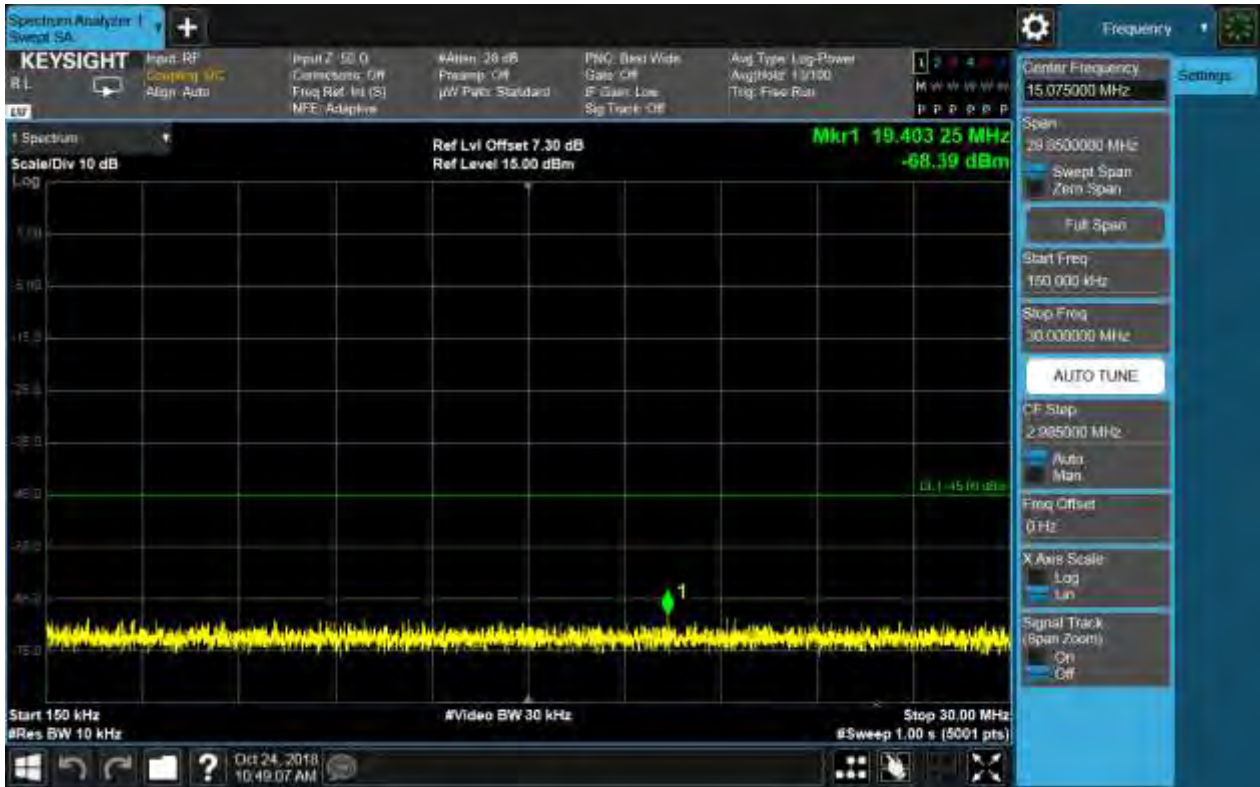 Spectrum Analyzer 1
Swept SA
+
Frequency
KEYSIGHT
Input: RF
Coupling: DC
Align: Auto
Input Z: 50 Ω
Corrections: Off
Freq Ref: Int (S)
NFE: Adaptive
#Atten: 28 dB
Preamp: Off
µW Path: Standard
PNO: Best Wide
Gate: Off
IF Gain: Low
Sig Track: Off
Avg Type: Log-Power
Trig: Free Run
Center Frequency
15.075000 MHz
Settings
1 Spectrum
Scale/Div 10 dB
Log
Ref Lvl Offset 7.30 dB
Ref Level 15.00 dBm
Mkr1 19.403 25 MHz
-68.39 dBm
Span
29.8500000 MHz
Swept Span
Zero Span
Full Span
Start Freq
150.000 kHz
Stop Freq
30.000000 MHz
AUTO TUNE
CF Step
2.985000 MHz
Auto
Man
Freq Offset
0 Hz
X Axis Scale
Log
Lin
Signal Track
(Span Zoom)
On
Off
1
Start 150 kHz
#Res BW 10 kHz
#Video BW 30 kHz
Stop 30.00 MHz
#Sweep 1.00 s (5001 pts)
?
Oct 24, 2018
10:49:07 AM